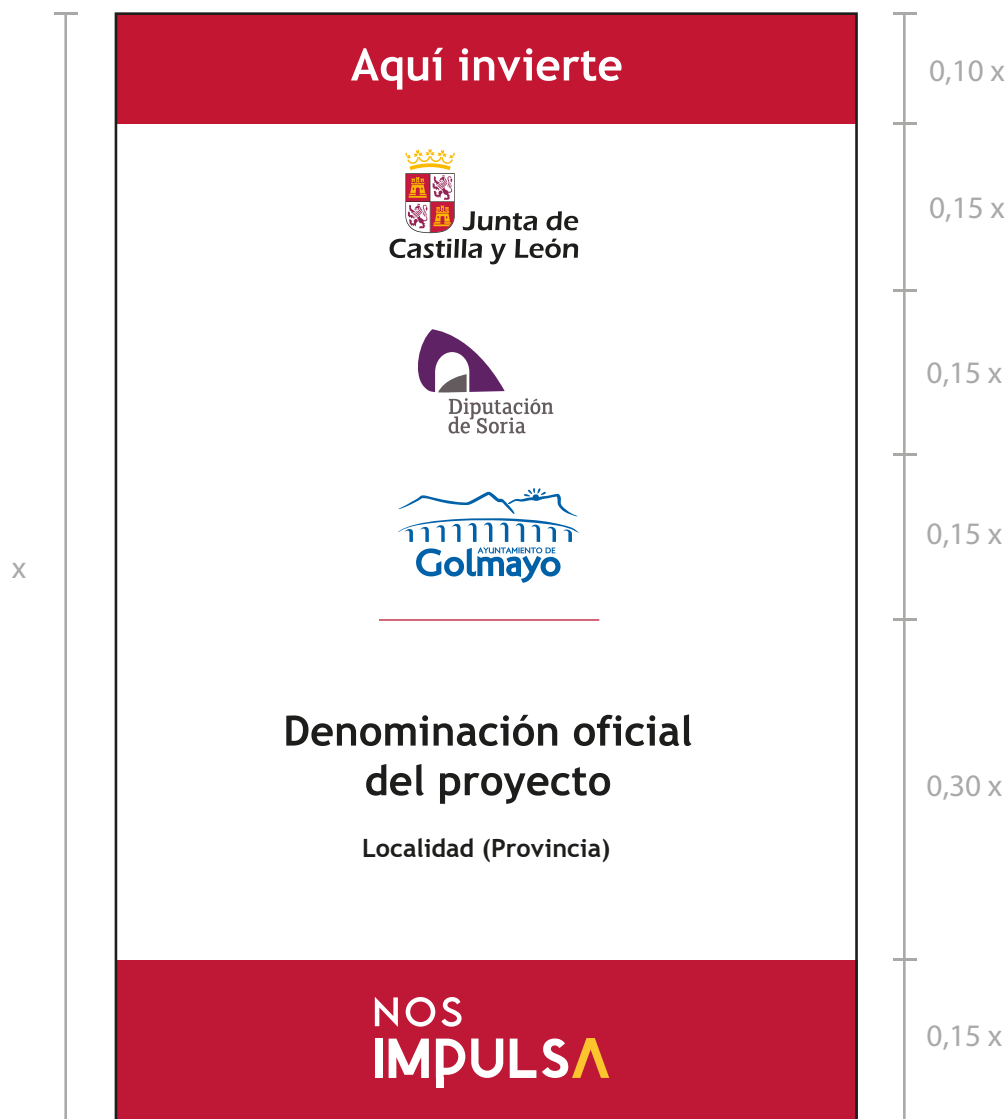 Aquí invierte
0,10 x
Junta de
Castilla y León
0,15 x
Diputación
de Soria
0,15 x
AYUNTAMIENTO DE
Golmayo
0,15 x
x
Denominación oficial
del proyecto
0,30 x
Localidad (Provincia)
NOS
IMPULSA
0,15 x